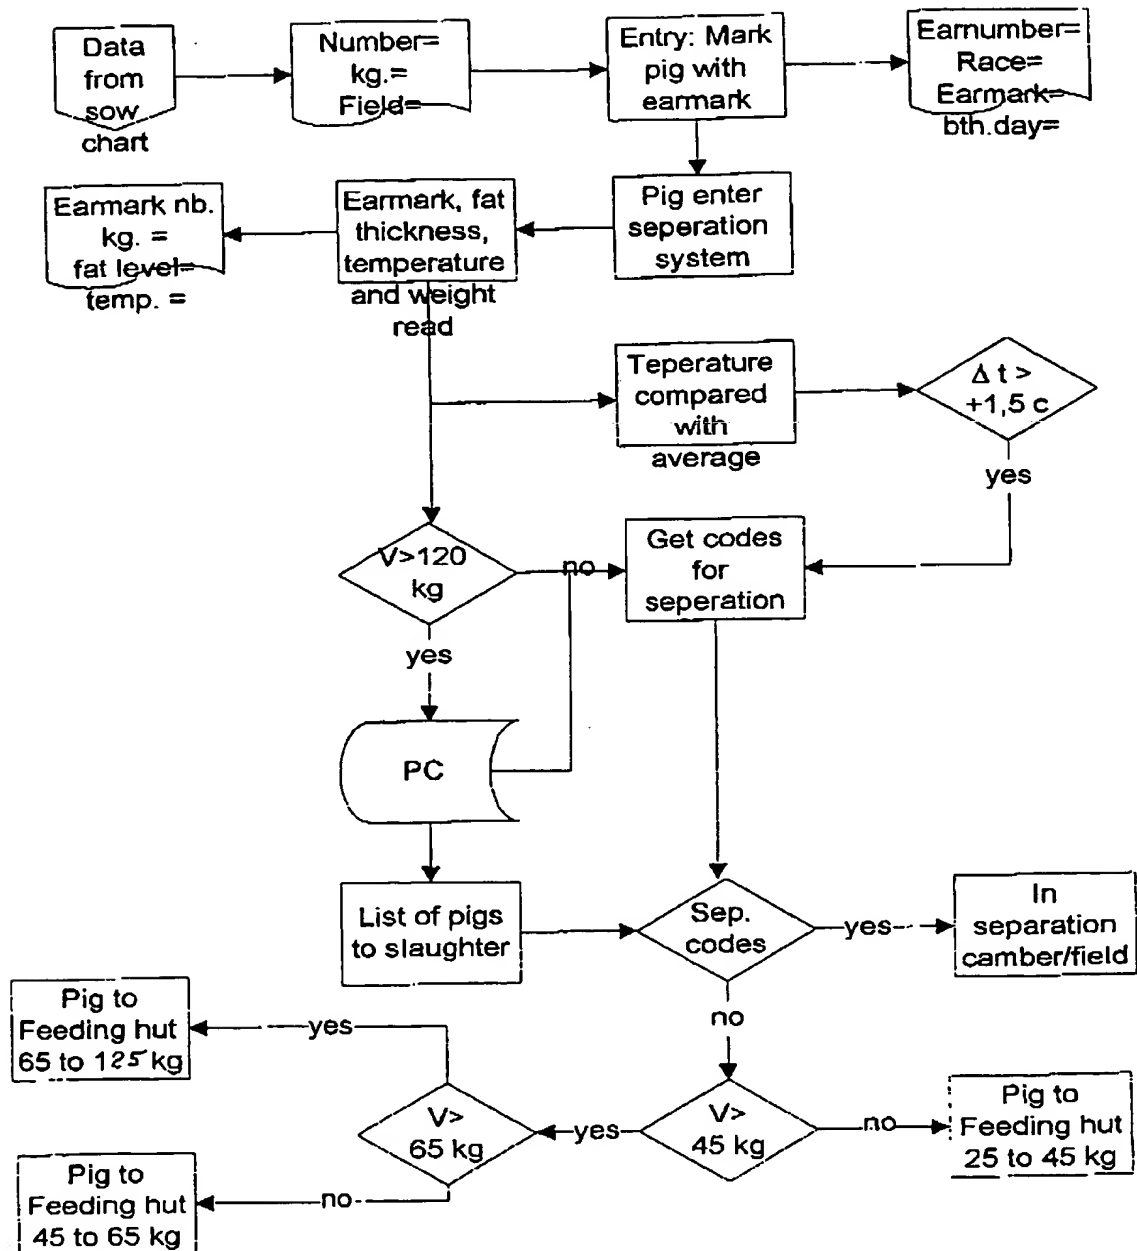 Data
from
sow
chart
Number=
kg.=
Field=
Entry: Mark
pig with
earmark
Earnumber=
Race=
Earmark=
bth.day=
Earmark nb.
kg. =
fat level=
temp. =
Earmark, fat
thickness,
temperature
and weight
read
Pig enter
seperation
system
Teperature
compared
with
average
Δ t >
+1,5 c
yes
V>120
kg
no
Get codes
for
seperation
yes
PC
List of pigs
to slaughter
Sep.
codes
yes
In
separation
camber/field
no
Pig to
Feeding hut
65 to 125 kg
yes
V>
65 kg
yes
V>
45 kg
no
Pig to
Feeding hut
25 to 45 kg
Pig to
Feeding hut
45 to 65 kg
no